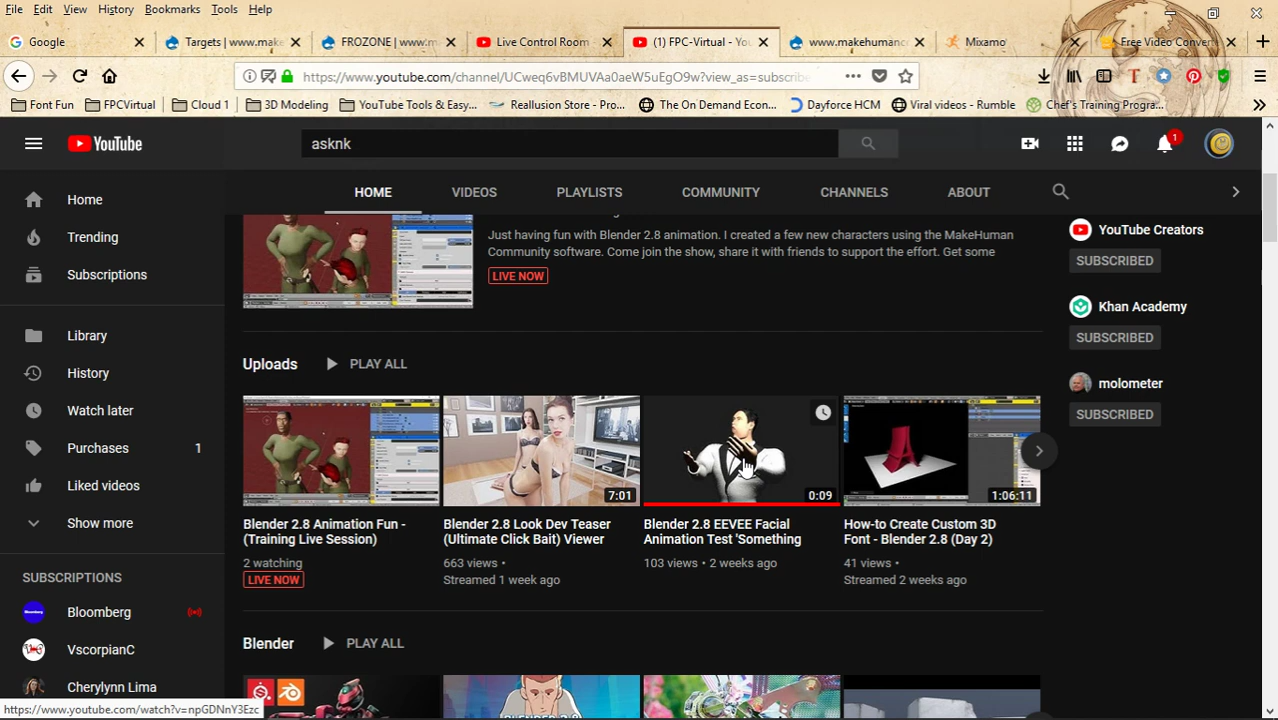 File Edit View History Bookmarks Tools Help
Google
Targets | www.make
FROZONE | www.m
Live Control Room -
(1) FPC-Virtual - You
www.makehumanc
Mixamo
Free Video Convert
https://www.youtube.com/channel/UCweq6vBMUVAa0aeW5uEgO9w?view_as=subscribe
Font Fun
FPCVirtual
Cloud 1
3D Modeling
YouTube Tools & Easy...
Reallusion Store - Pro...
The On Demand Econ...
Dayforce HCM
Viral videos - Rumble
Chef's Training Progra...
YouTube
asknk
1
HOME VIDEOS PLAYLISTS COMMUNITY CHANNELS ABOUT
Home
Trending
Subscriptions
Library
History
Watch later
Purchases 1
Liked videos
Show more
SUBSCRIPTIONS
Bloomberg
VscorpianC
Cherylynn Lima
Just having fun with Blender 2.8 animation. I created a few new characters using the MakeHuman
Community software. Come join the show, share it with friends to support the effort. Get some
LIVE NOW
Uploads PLAY ALL
Blender 2.8 Animation Fun -
(Training Live Session)
2 watching
LIVE NOW
7:01
Blender 2.8 Look Dev Teaser
(Ultimate Click Bait) Viewer
663 views •
Streamed 1 week ago
0:09
Blender 2.8 EEVEE Facial
Animation Test 'Something
103 views • 2 weeks ago
1:06:11
How-to Create Custom 3D
Font - Blender 2.8 (Day 2)
41 views •
Streamed 2 weeks ago
Blender PLAY ALL
YouTube Creators
SUBSCRIBED
Khan Academy
SUBSCRIBED
molometer
SUBSCRIBED
https://www.youtube.com/watch?v=npGDNnY3Ezc